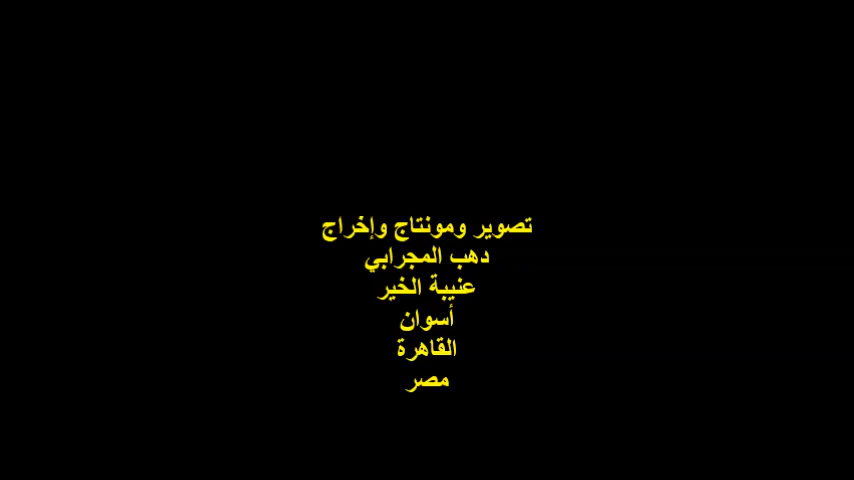 تصوير ومونتاج وإخراج
دهب المجرابي
عنيبة الخير
أسوان
القاهرة
مصر